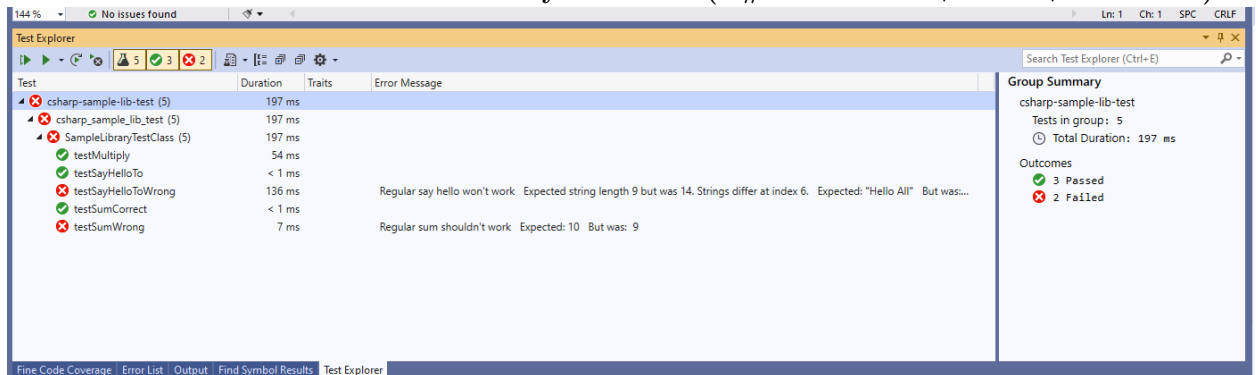 144 %
No issues found
Ln: 1 Ch: 1 SPC CRLF
Test Explorer
5 3 2
Search Test Explorer (Ctrl+E)
Test Duration Traits Error Message
csharp-sample-lib-test (5) 197 ms
csharp_sample_lib_test (5) 197 ms
SampleLibraryTestClass (5) 197 ms
testMultiply 54 ms
testSayHelloTo < 1 ms
testSayHelloToWrong 136 ms Regular say hello won't work Expected string length 9 but was 14. Strings differ at index 6. Expected: "Hello All" But was:...
testSumCorrect < 1 ms
testSumWrong 7 ms Regular sum shouldn't work Expected: 10 But was: 9
Group Summary
csharp-sample-lib-test
Tests in group: 5
Total Duration: 197 ms
Outcomes
3 Passed
2 Failed
Fine Code Coverage Error List Output Find Symbol Results Test Explorer